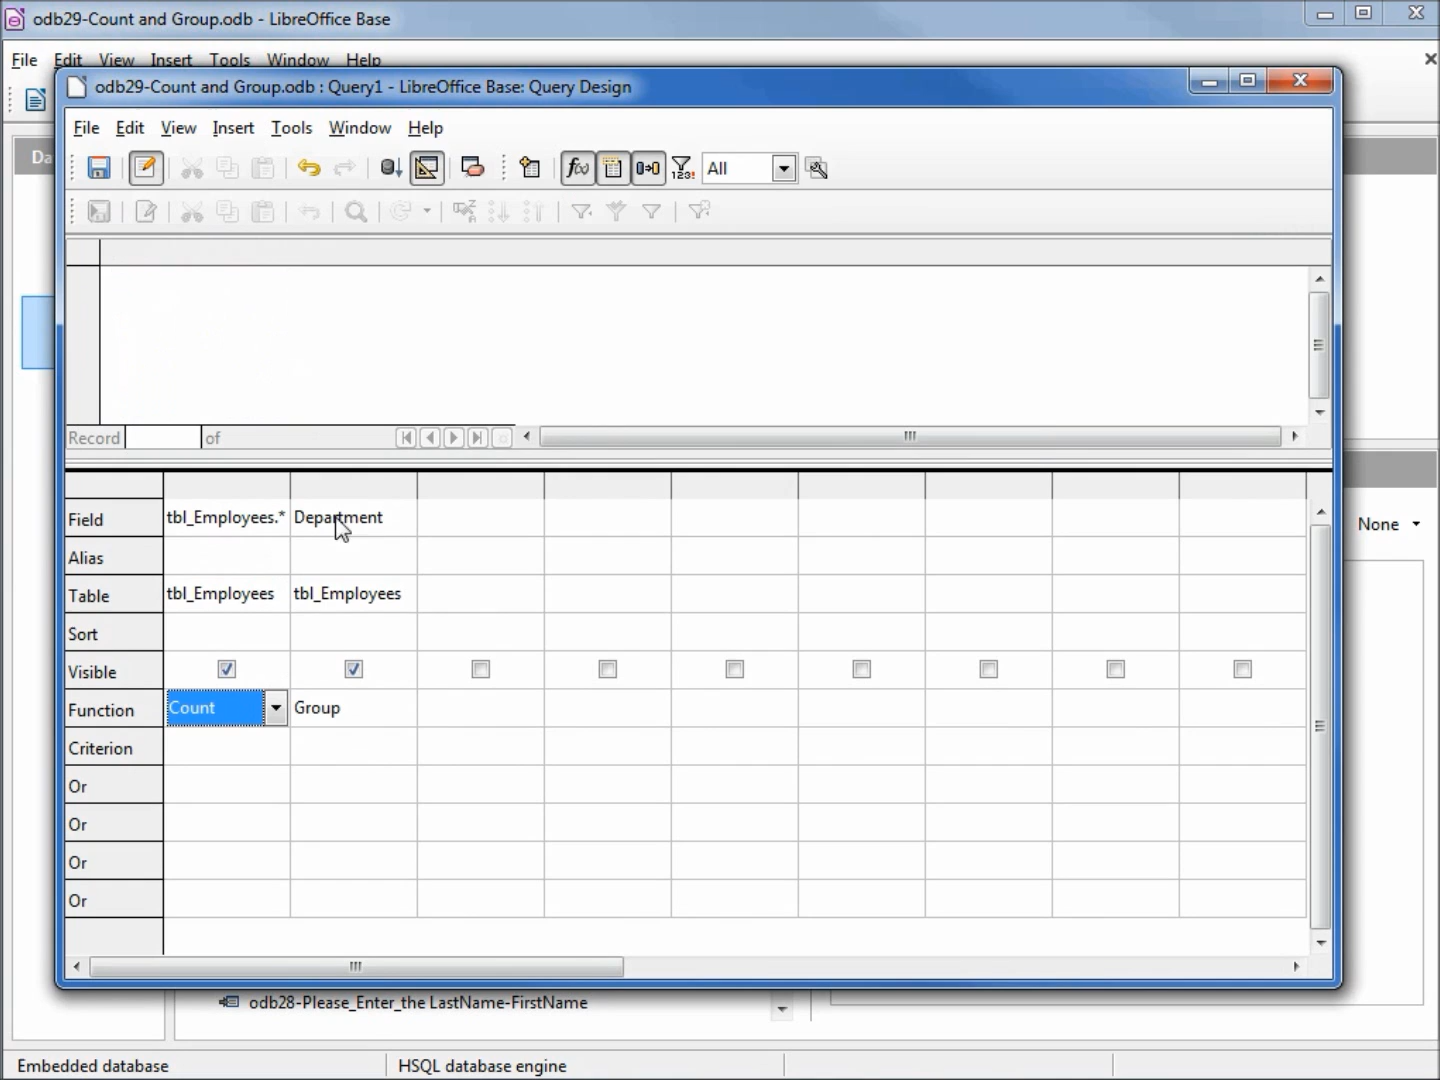 odb29-Count and Group.odb - LibreOffice Base
File Edit View Insert Tools Window Help
Da
odb29-Count and Group.odb : Query1 - LibreOffice Base: Query Design
File Edit View Insert Tools Window Help
f(x) 123! All
Record of
Field tbl_Employees.* Department
None
Alias
Table tbl_Employees tbl_Employees
Sort
Visible
Function Count Group
Criterion
Or
Or
Or
Or
odb28-Please_Enter_the LastName-FirstName
Embedded database HSQL database engine